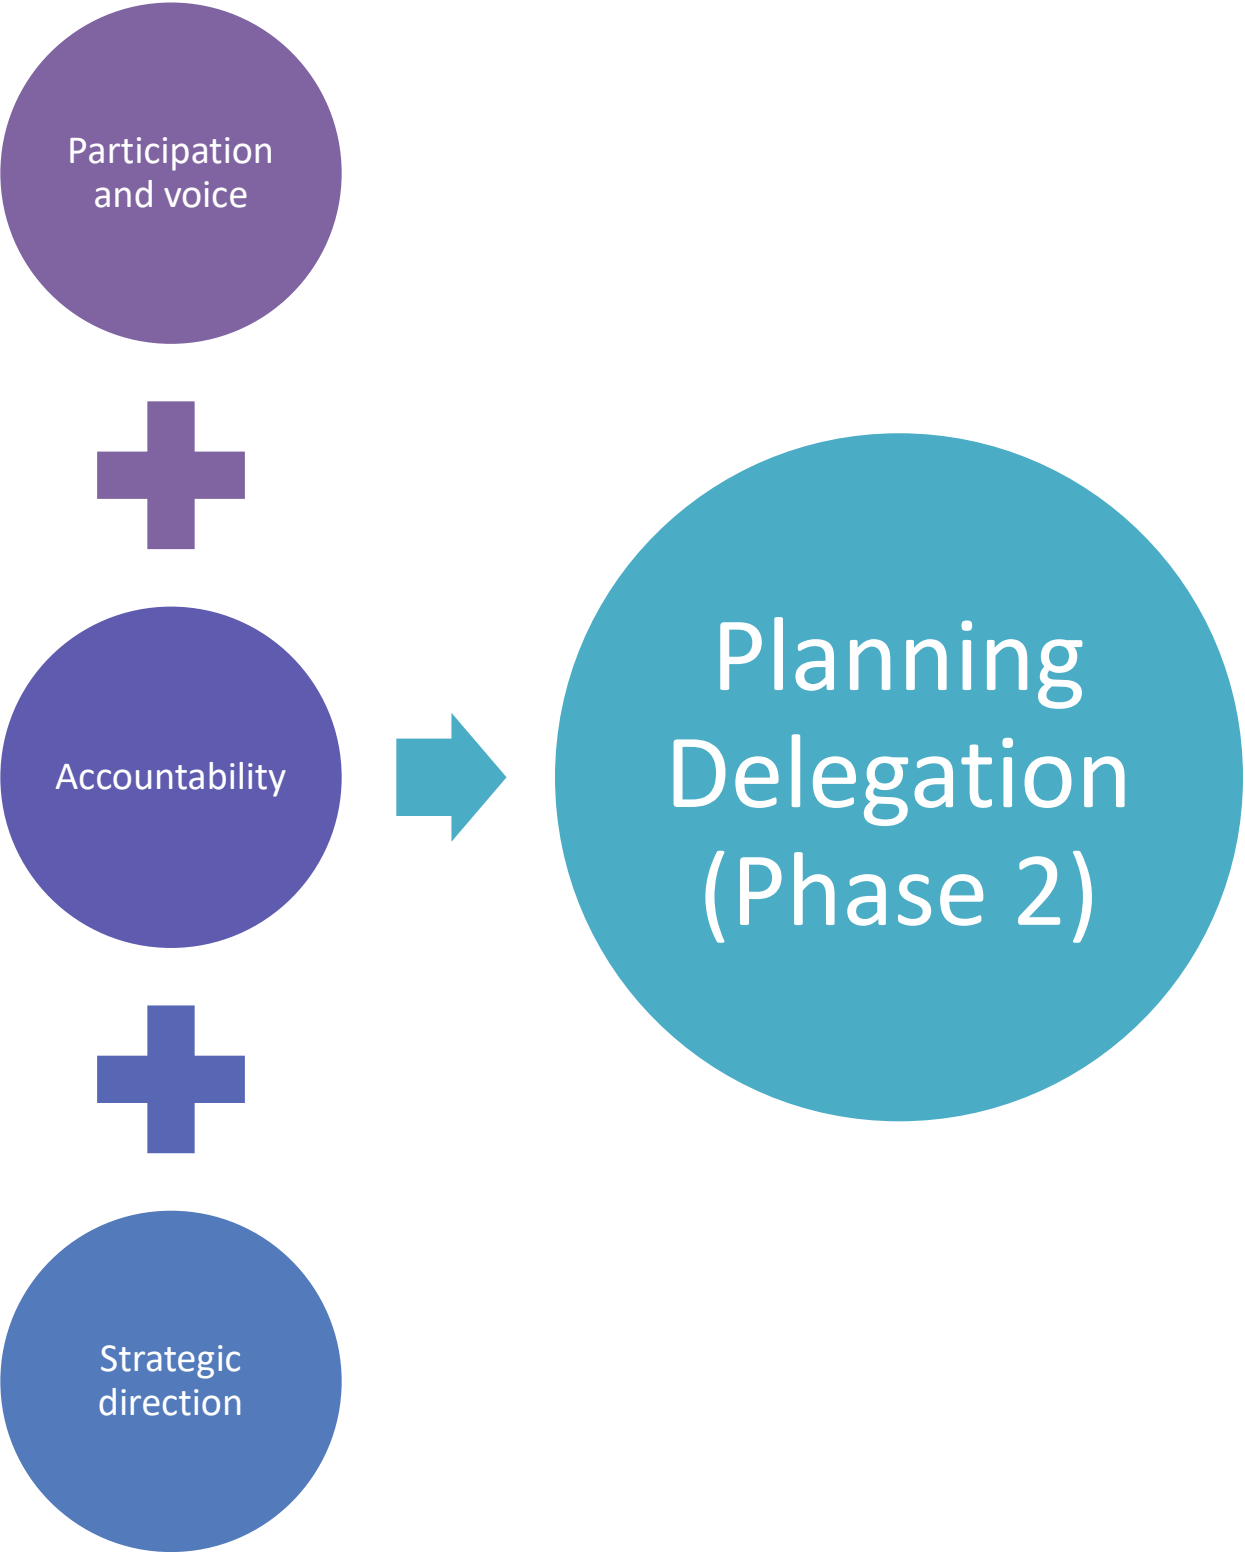 Participation
and voice
Accountability
Planning
Delegation
(Phase 2)
Strategic
direction